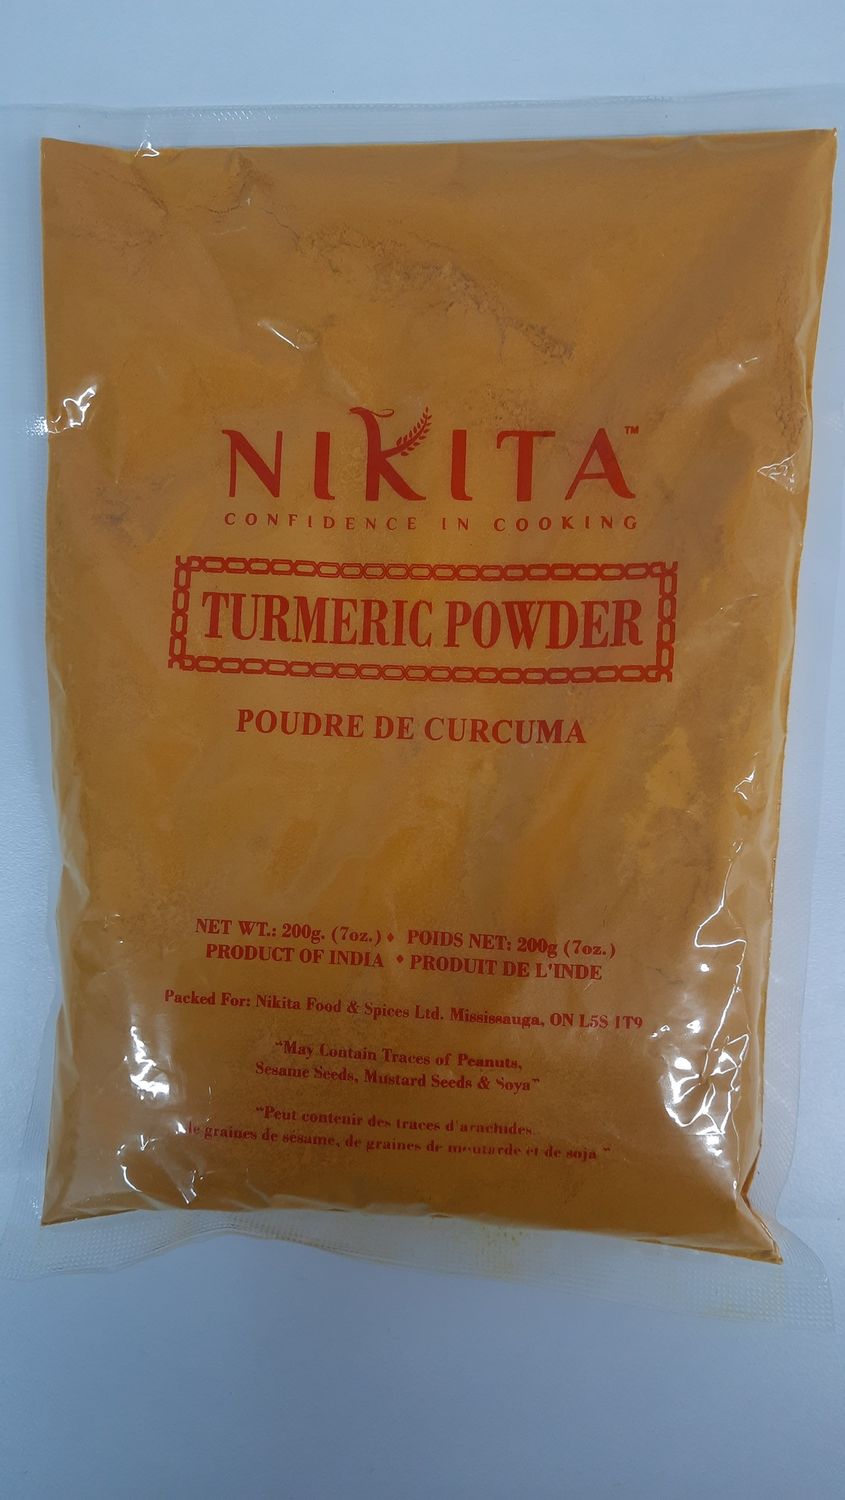 NIKITA™
CONFIDENCE IN COOKING
TURMERIC POWDER
POUDRE DE CURCUMA
NET WT.: 200g. (7oz.) ♦ POIDS NET: 200g (7oz.)
PRODUCT OF INDIA ♦ PRODUIT DE L'INDE
Packed For: Nikita Food & Spices Ltd. Mississauga, ON L5S 1T9
"May Contain Traces of Peanuts,
Sesame Seeds, Mustard Seeds & Soya"
"Peut contenir des traces d'arachides,
de graines de sésame, de graines de moutarde et de soja "